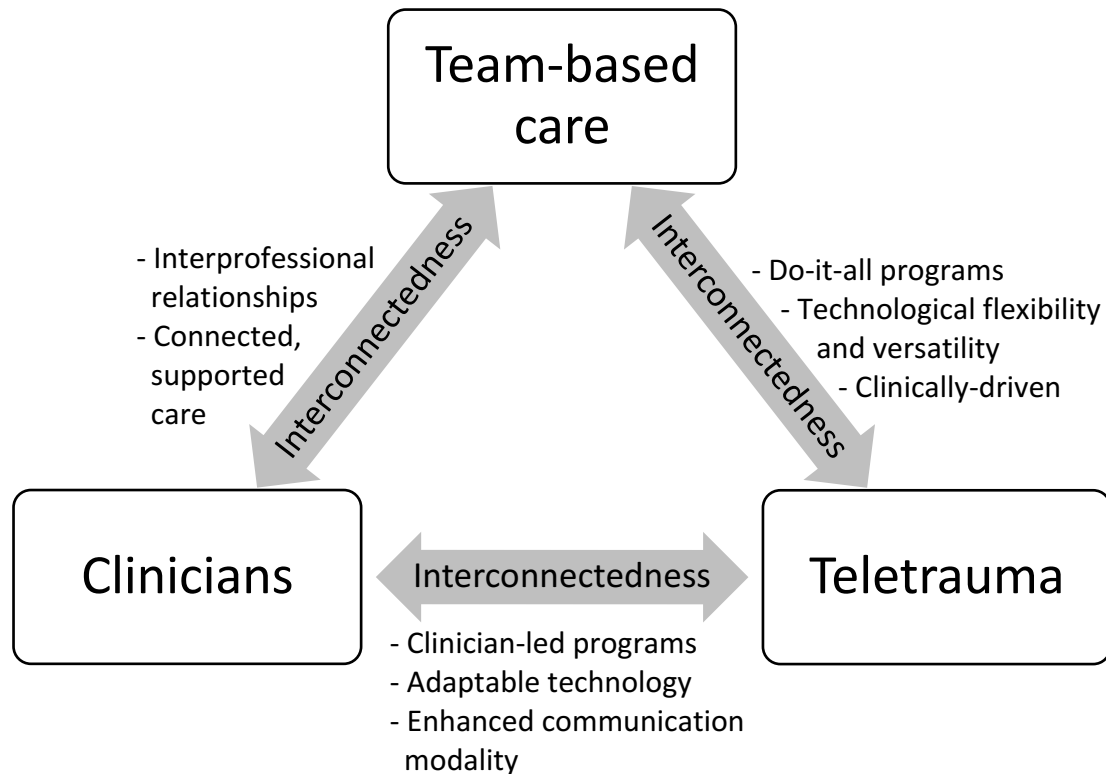 Team-based
care
Interconnectedness
- Interprofessional
relationships
- Connected,
supported
care
Interconnectedness
- Do-it-all programs
- Technological flexibility
and versatility
- Clinically-driven
Clinicians
Interconnectedness
Teletrauma
- Clinician-led programs
- Adaptable technology
- Enhanced communication
modality